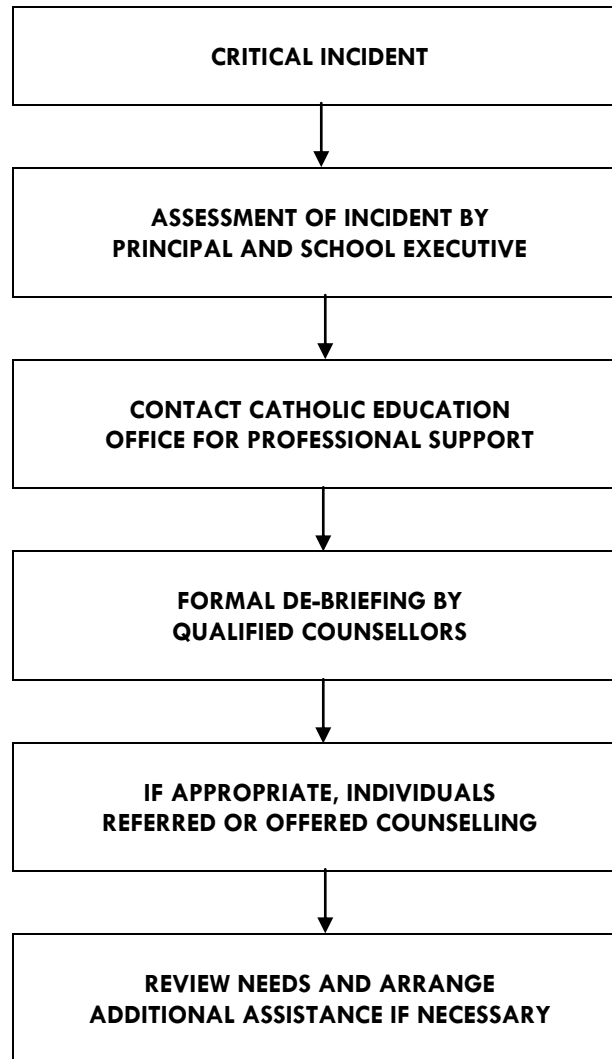 CRITICAL INCIDENT
ASSESSMENT OF INCIDENT BY
PRINCIPAL AND SCHOOL EXECUTIVE
CONTACT CATHOLIC EDUCATION
OFFICE FOR PROFESSIONAL SUPPORT
FORMAL DE-BRIEFING BY
QUALIFIED COUNSELLORS
IF APPROPRIATE, INDIVIDUALS
REFERRED OR OFFERED COUNSELLING
REVIEW NEEDS AND ARRANGE
ADDITIONAL ASSISTANCE IF NECESSARY